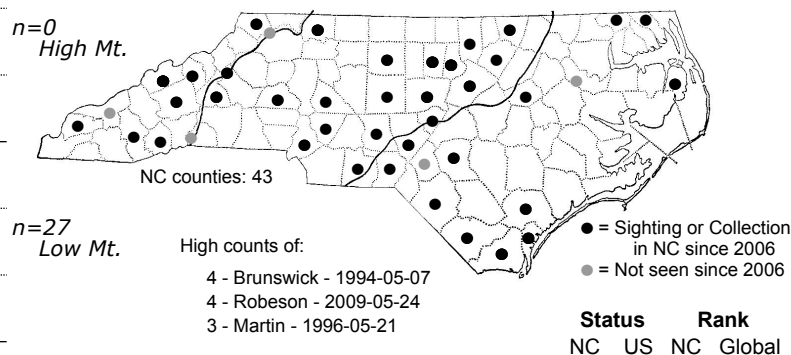 n=0
High Mt.
NC counties: 43
n=27
Low Mt.
High counts of:
4 - Brunswick - 1994-05-07
4 - Robeson - 2009-05-24
3 - Martin - 1996-05-21
● = Sighting or Collection
in NC since 2006
● = Not seen since 2006
Status Rank
NC US NC Global